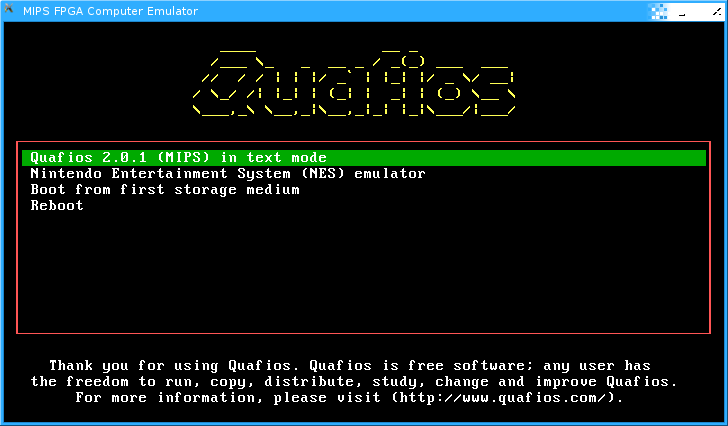 MIPS FPGA Computer Emulator
Quafios
Quafios 2.0.1 (MIPS) in text mode
Nintendo Entertainment System (NES) emulator
Boot from first storage medium
Reboot
Thank you for using Quafios. Quafios is free software; any user has
the freedom to run, copy, distribute, study, change and improve Quafios.
For more information, please visit (http://www.quafios.com/).